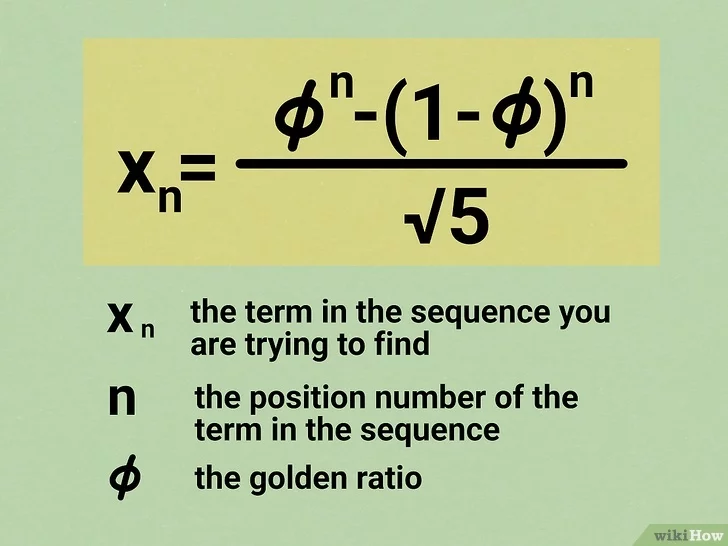 xₙ = (ϕⁿ-(1-ϕ)ⁿ)/√5
xₙ the term in the sequence you
are trying to find
n the position number of the
term in the sequence
ϕ the golden ratio
wikiHow